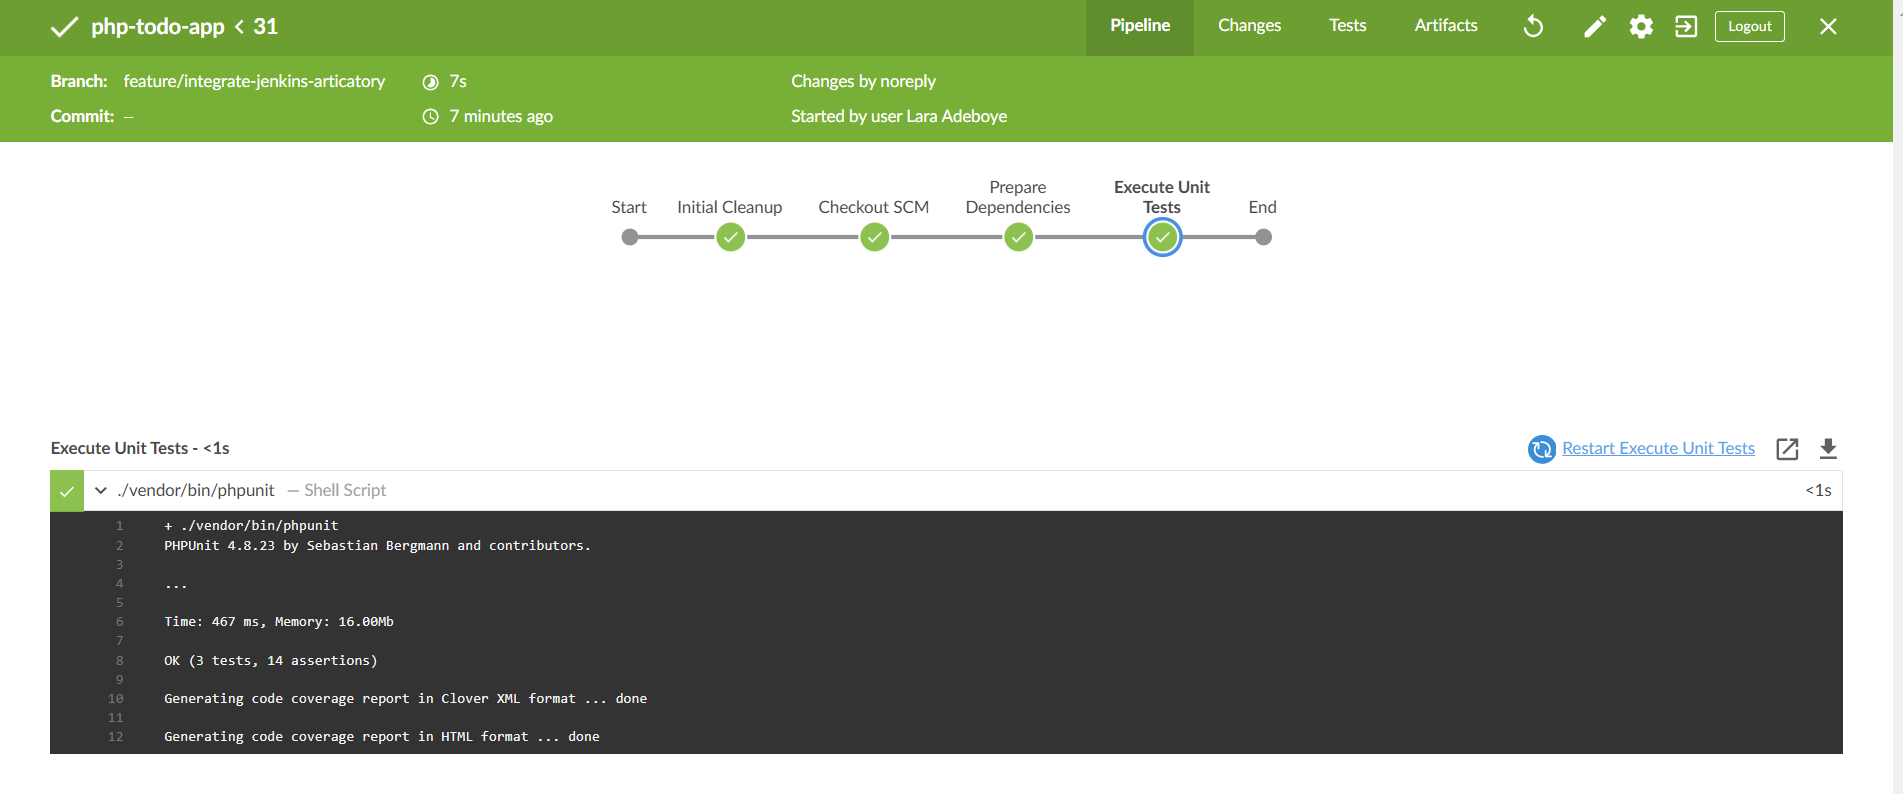 php-todo-app < 31
Pipeline
Changes
Tests
Artifacts
Logout
Branch: feature/integrate-jenkins-articatory
7s
Changes by noreply
Commit: –
7 minutes ago
Started by user Lara Adeboye
Start
Initial Cleanup
Checkout SCM
Prepare
Dependencies
Execute Unit
Tests
End
Execute Unit Tests - <1s
Restart Execute Unit Tests
./vendor/bin/phpunit — Shell Script
<1s
1 + ./vendor/bin/phpunit
2 PHPUnit 4.8.23 by Sebastian Bergmann and contributors.
3
4 ...
5
6 Time: 467 ms, Memory: 16.00Mb
7
8 OK (3 tests, 14 assertions)
9
10 Generating code coverage report in Clover XML format ... done
11
12 Generating code coverage report in HTML format ... done